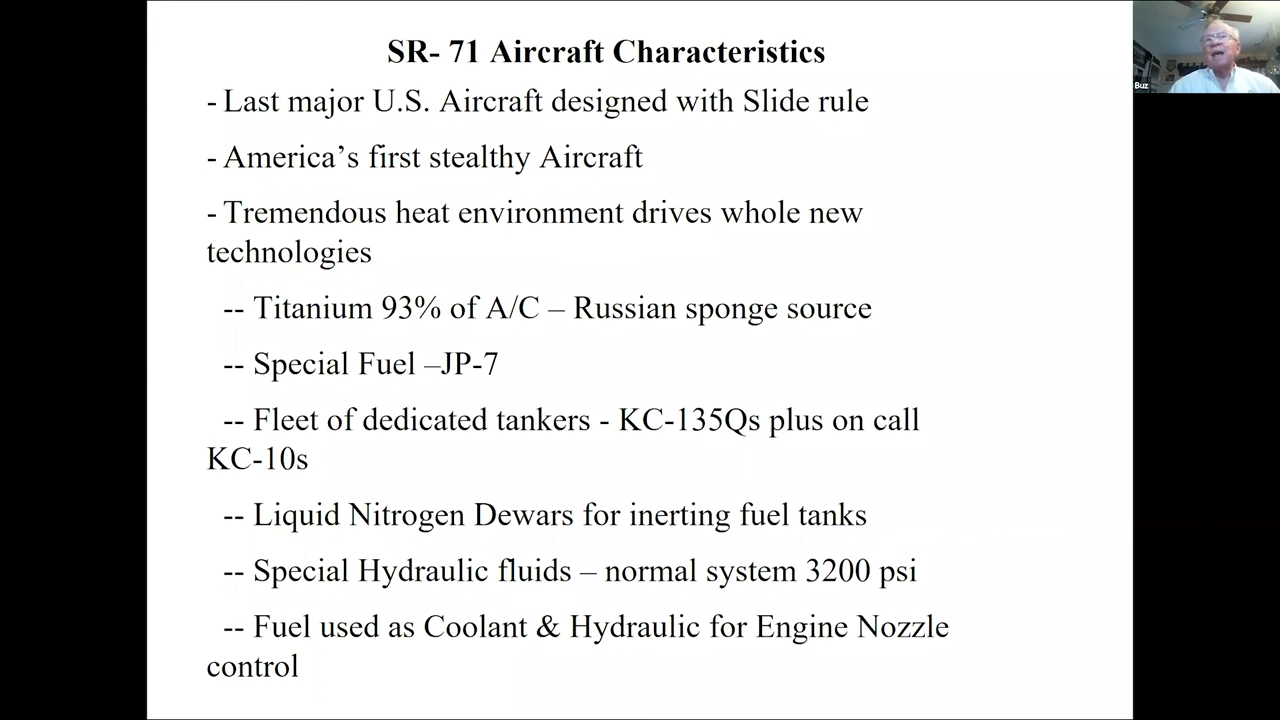 SR- 71 Aircraft Characteristics
- Last major U.S. Aircraft designed with Slide rule
- America’s first stealthy Aircraft
- Tremendous heat environment drives whole new
technologies
-- Titanium 93% of A/C – Russian sponge source
-- Special Fuel –JP-7
-- Fleet of dedicated tankers - KC-135Qs plus on call
KC-10s
-- Liquid Nitrogen Dewars for inerting fuel tanks
-- Special Hydraulic fluids – normal system 3200 psi
-- Fuel used as Coolant & Hydraulic for Engine Nozzle
control
Buz